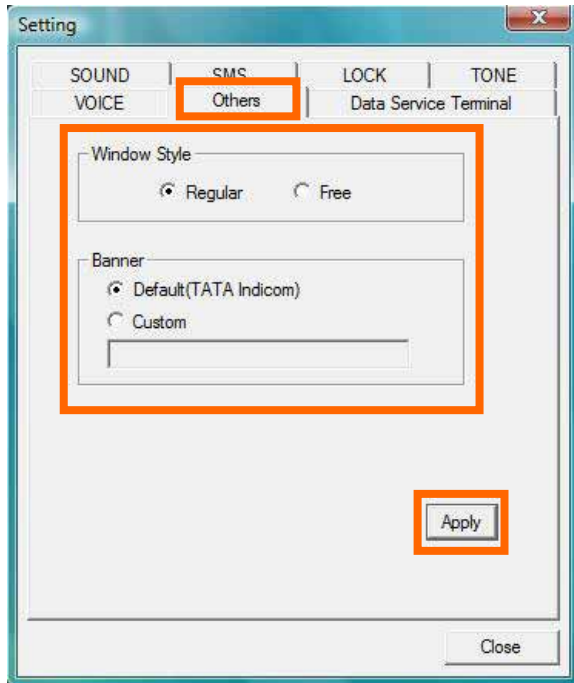 Setting
X
SOUND SMS LOCK TONE
VOICE Others Data Service Terminal
Window Style
Regular Free
Banner
Default(TATA Indicom)
Custom
Apply
Close